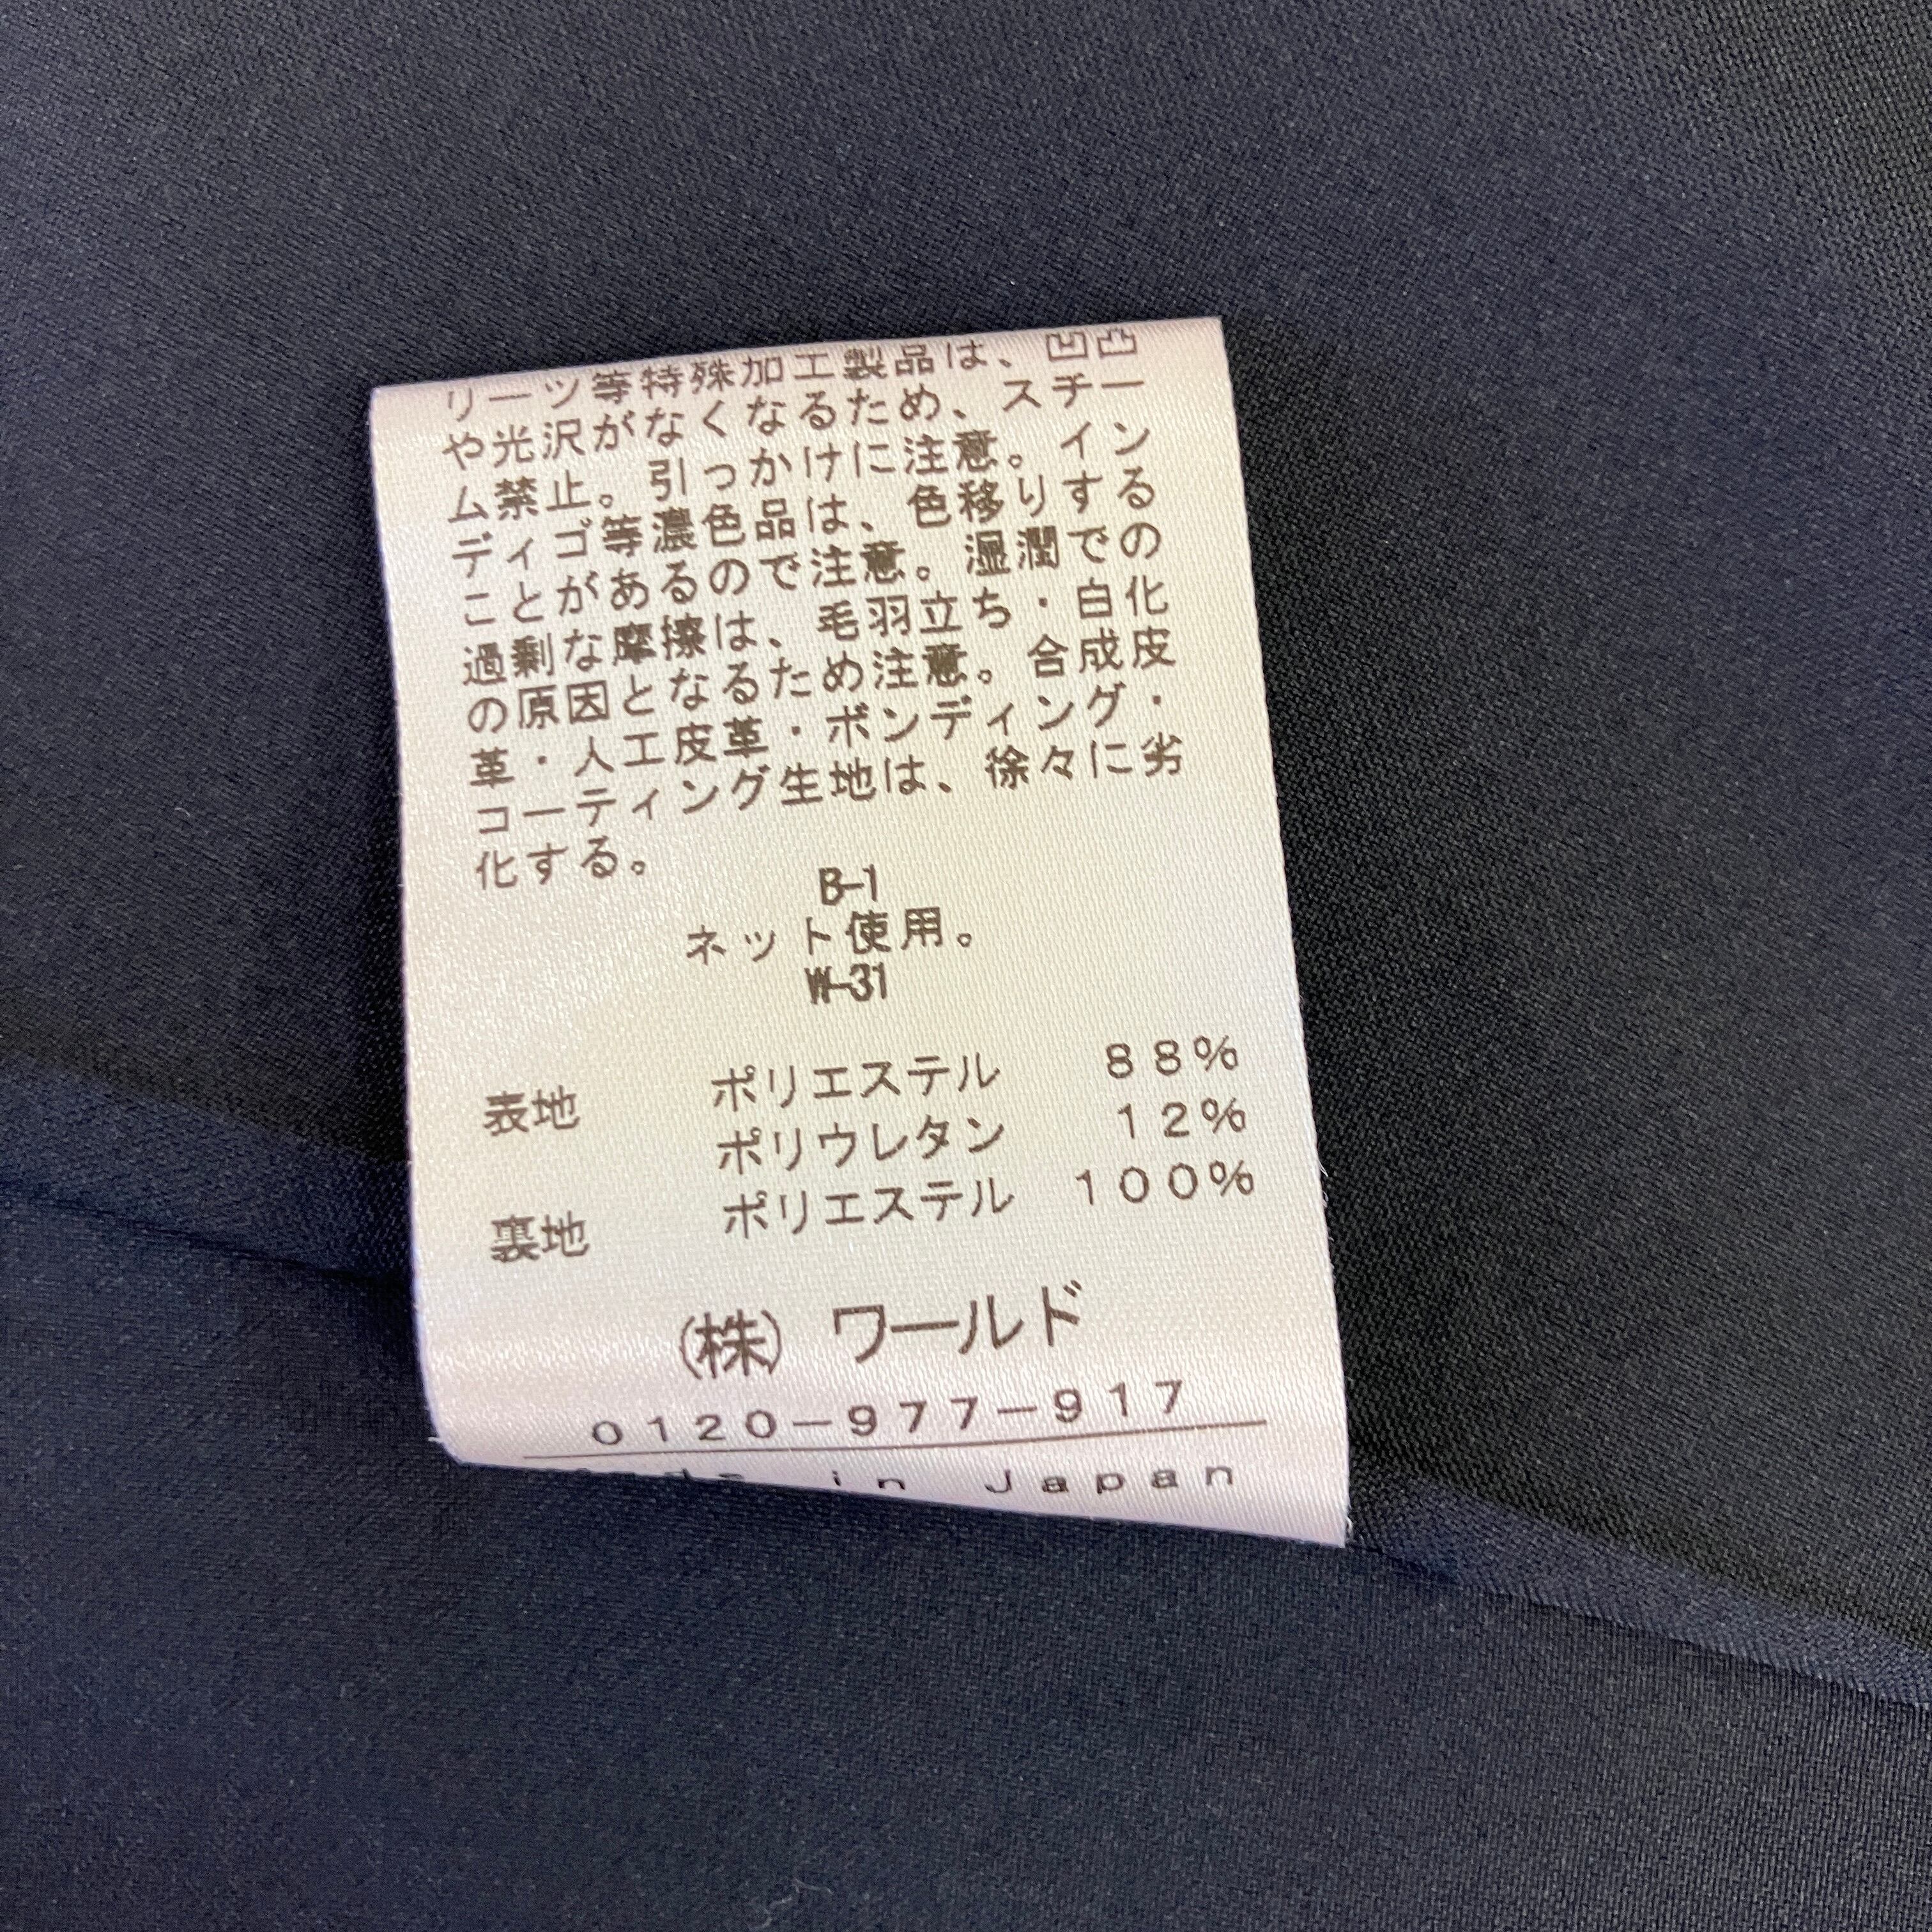 リーツ等特殊加工製品は、凹凸
や光沢がなくなるため、スチー
ム禁止。引っかけに注意。イン
ディゴ等濃色品は、色移りする
ことがあるので注意。湿潤での
過剰な摩擦は、毛羽立ち・白化
の原因となるため注意。合成皮
革・人工皮革・ボンディング・
コーティング生地は、徐々に劣
化する。
B-1
ネット使用。
W-31
表地 ポリエステル 88%
ポリウレタン 12%
裏地 ポリエステル 100%
(株) ワールド
0120-977-917
in Japan